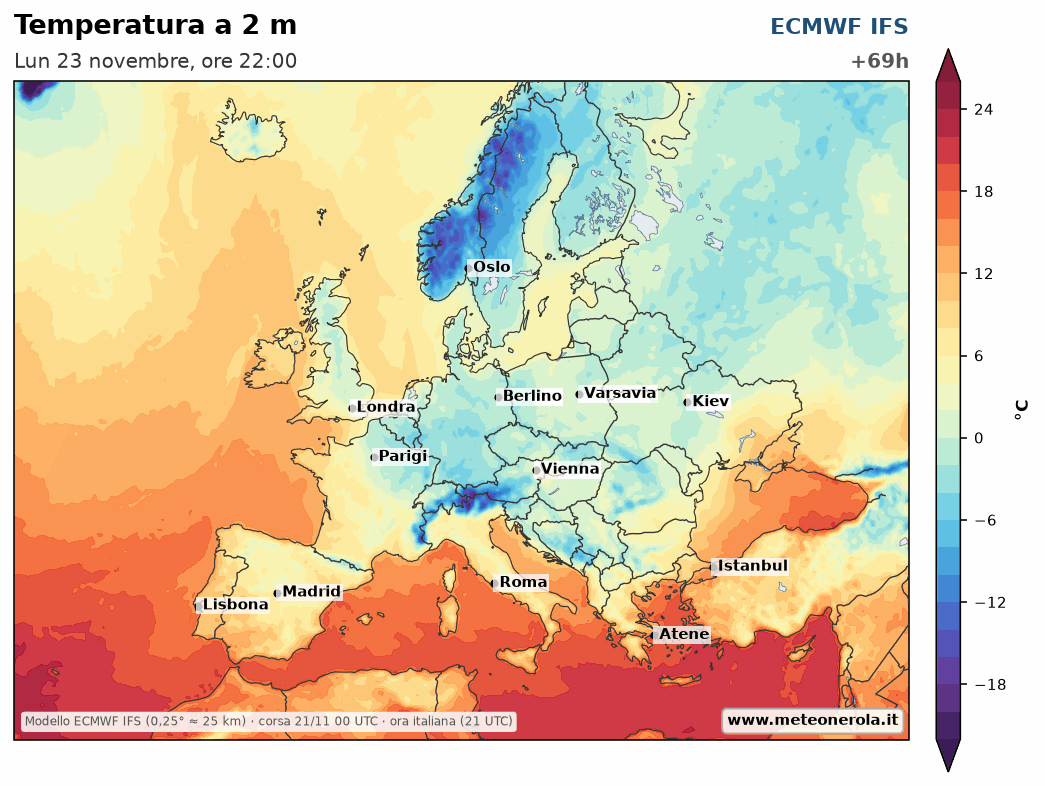 Temperatura a 2 m
ECMWF IFS
Lun 23 novembre, ore 22:00
+69h
24
18
12
6
0
−6
−12
−18
°C
Oslo
Berlino
Varsavia
Kiev
Londra
Parigi
Vienna
Istanbul
Roma
Madrid
Lisbona
Atene
Modello ECMWF IFS (0,25° ≈ 25 km) · corsa 21/11 00 UTC · ora italiana (21 UTC)
www.meteonerola.it